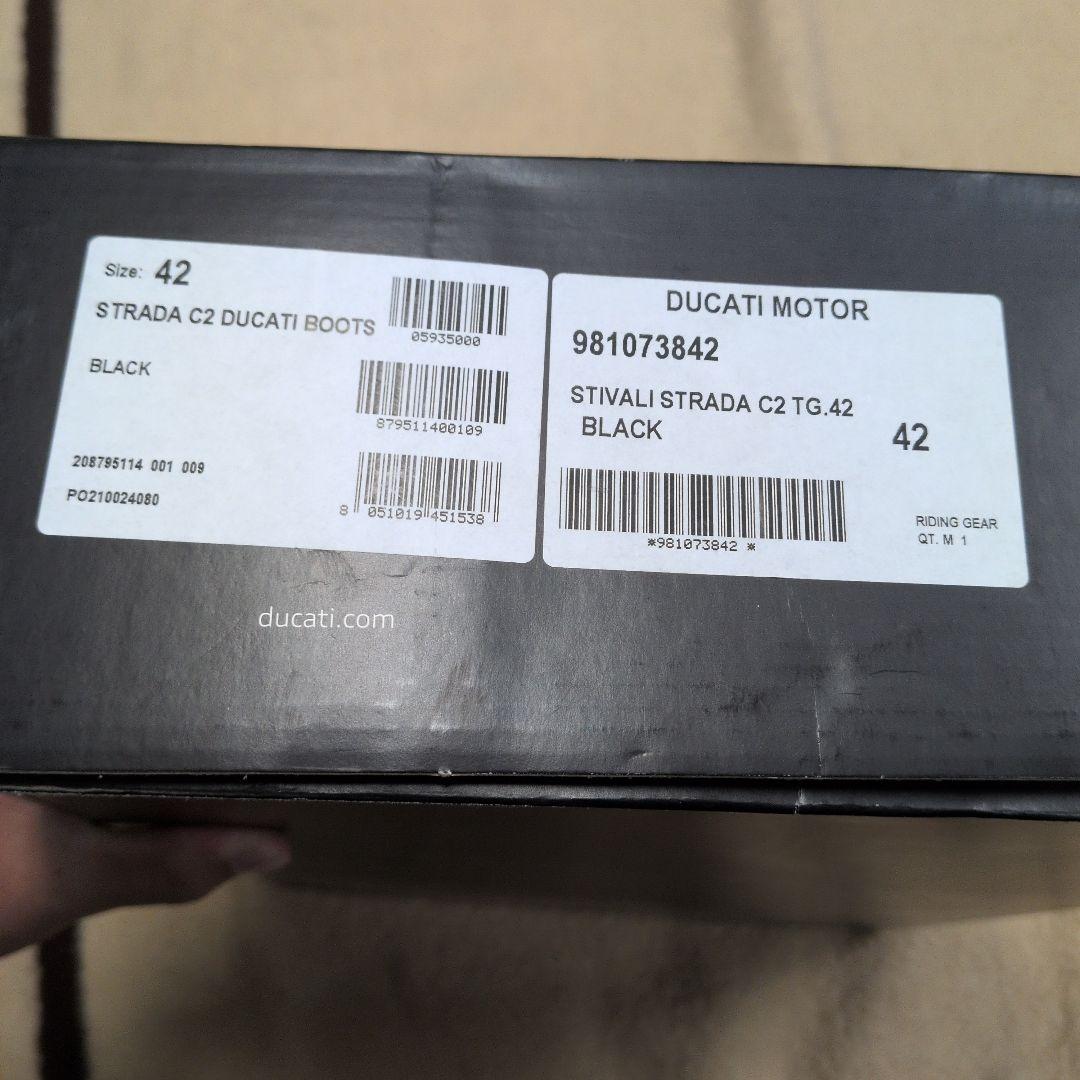 Size: 42
STRADA C2 DUCATI BOOTS
05935000
BLACK
879511400109
208795114 001 009
PO210024080
8 051019 451538
DUCATI MOTOR
981073842
STIVALI STRADA C2 TG.42
BLACK
42
*981073842 *
RIDING GEAR
QT. M 1
ducati.com